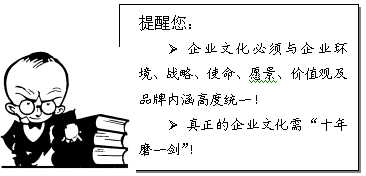 提醒您：
➢ 企业文化必须与企业环
境、战略、使命、愿景、价值观及
品牌内涵高度统一！
➢ 真正的企业文化需“十年
磨一剑”！